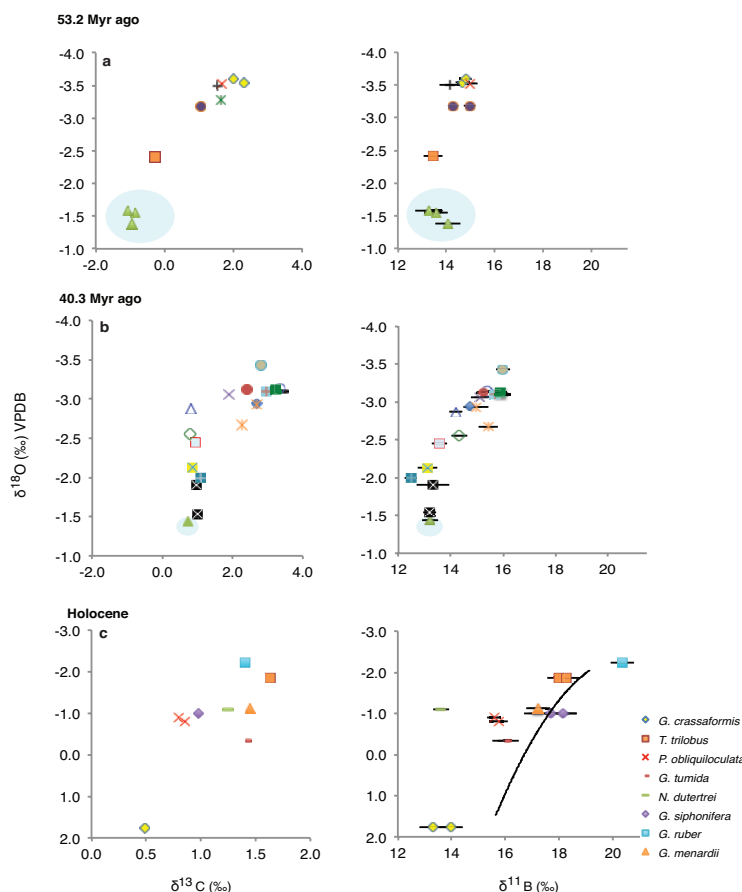 53.2 Myr ago
a
-4.0
-3.5
-3.0
-2.5
-2.0
-1.5
-1.0
-2.0 0.0 2.0 4.0
-4.0
-3.5
-3.0
-2.5
-2.0
-1.5
-1.0
12 14 16 18 20
40.3 Myr ago
b
-4.0
-3.5
-3.0
-2.5
-2.0
-1.5
-1.0
-2.0 0.0 2.0 4.0
-4.0
-3.5
-3.0
-2.5
-2.0
-1.5
-1.0
12 14 16 18 20
δ18O (‰) VPDB
Holocene
c
-3.0
-2.0
-1.0
0.0
1.0
2.0
0.0 0.5 1.0 1.5 2.0
δ13 C (‰)
-3.0
-2.0
-1.0
0.0
1.0
2.0
12 14 16 18 20
δ11 B (‰)
G. crassaformis
T. trilobus
P. obliquiloculata
G. tumida
N. dutertrei
G. siphonifera
G. ruber
G. menardii